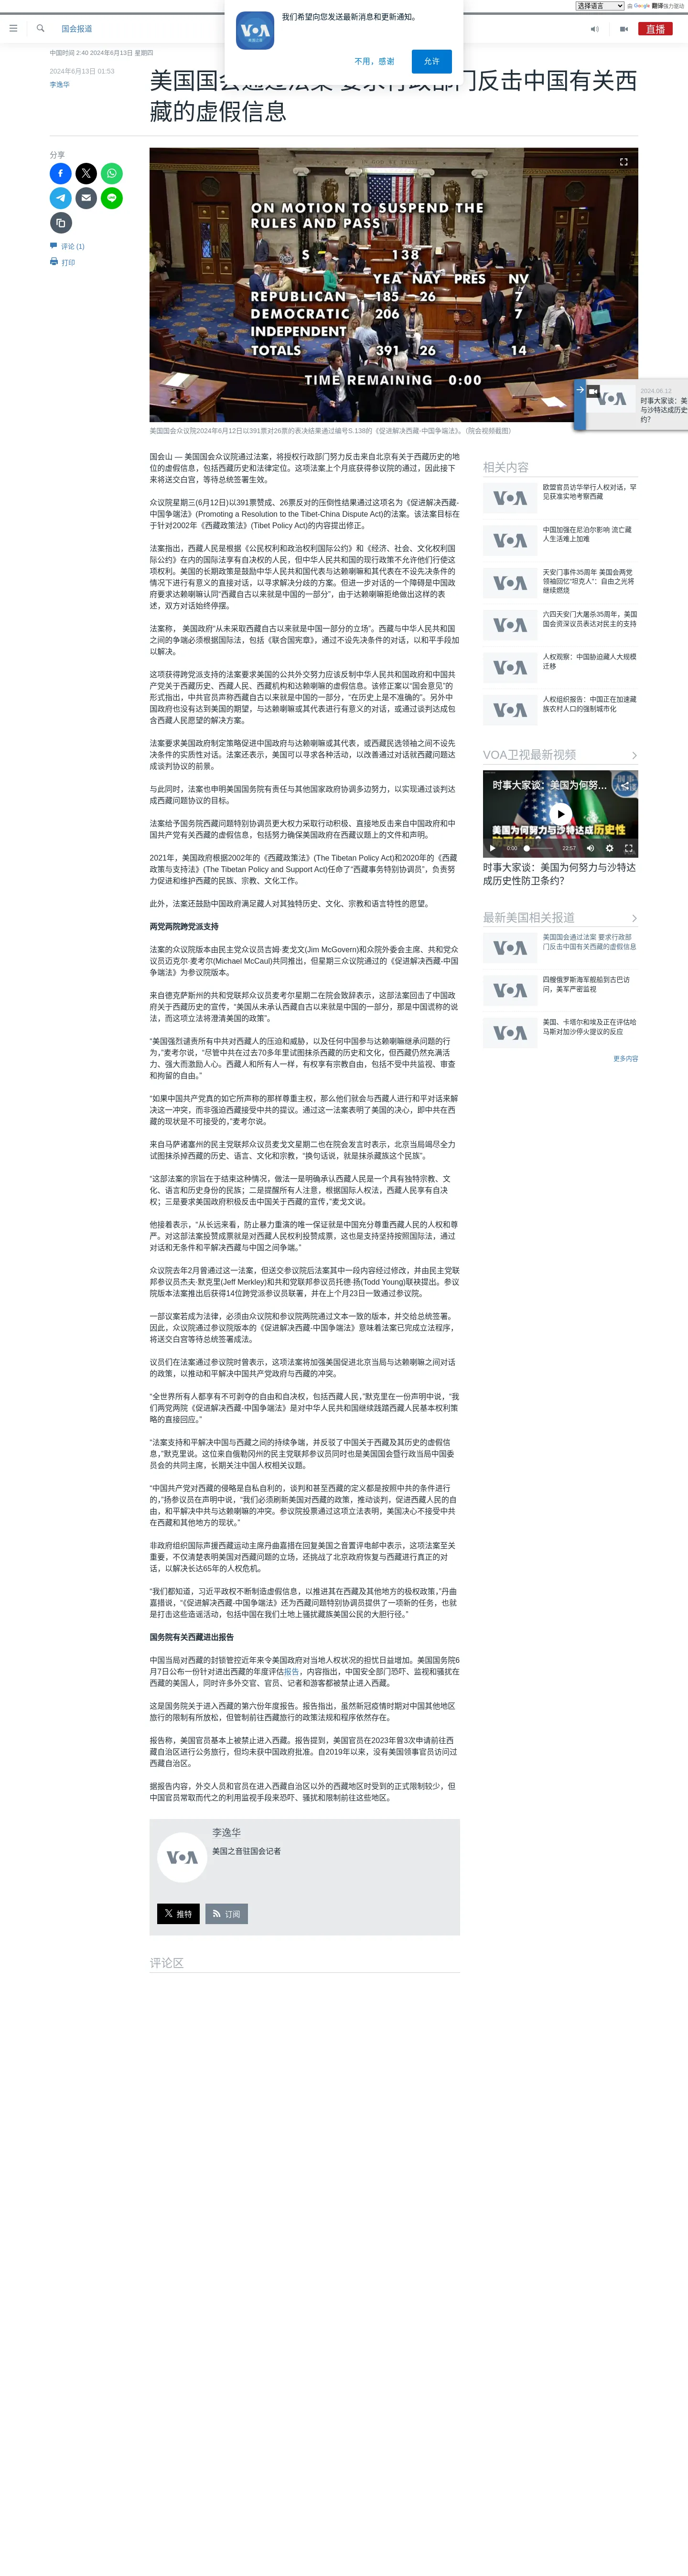 选择语言
由 Google 翻译强力驱动
国会报道
直播
我们希望向您发送最新消息和更新通知。
VOA
美国之音
不用，感谢
允许
中国时间 2:40 2024年6月13日 星期四
2024年6月13日 01:53
李逸华
美国国会通过法案 要求行政部门反击中国有关西
藏的虚假信息
分享
评论 (1)
打印
ON MOTION TO SUSPEND THE
RULES AND PASS
S 138
YEA NAY PRES NV
REPUBLICAN 185 26 7
DEMOCRATIC 206 7
INDEPENDENT
TOTALS 391 26 14
TIME REMAINING 0:00
美国国会众议院2024年6月12日以391票对26票的表决结果通过编号S.138的《促进解决西藏-中国争端法》。（院会视频截图）
2024.06.12
时事大家谈：美
与沙特达成历史
约？
国会山 — 美国国会众议院通过法案，将授权行政部门努力反击来自北京有关于西藏历史的地
位的虚假信息，包括西藏历史和法律定位。这项法案上个月底获得参议院的通过，因此接下
来将送交白宫，等待总统签署生效。
众议院星期三(6月12日)以391票赞成、26票反对的压倒性结果通过这项名为《促进解决西藏-
中国争端法》(Promoting a Resolution to the Tibet-China Dispute Act)的法案。该法案目标在
于针对2002年《西藏政策法》(Tibet Policy Act)的内容提出修正。
法案指出，西藏人民是根据《公民权利和政治权利国际公约》和《经济、社会、文化权利国
际公约》在内的国际法享有自决权的人民，但中华人民共和国的现行政策不允许他们行使这
项权利。美国的长期政策是鼓励中华人民共和国代表与达赖喇嘛和其代表在不设先决条件的
情况下进行有意义的直接对话，以寻求解决分歧的方案。但进一步对话的一个障碍是中国政
府要求达赖喇嘛认同“西藏自古以来就是中国的一部分”，由于达赖喇嘛拒绝做出这样的表
述，双方对话始终停摆。
法案称， 美国政府“从未采取西藏自古以来就是中国一部分的立场”。西藏与中华人民共和国
之间的争端必须根据国际法，包括《联合国宪章》，通过不设先决条件的对话，以和平手段加
以解决。
这项获得跨党派支持的法案要求美国的公共外交努力应该反制中华人民共和国政府和中国共
产党关于西藏历史、西藏人民、西藏机构和达赖喇嘛的虚假信息。该修正案以“国会意见”的
形式指出，中共官员声称西藏自古以来就是中国的一部分，“在历史上是不准确的”。另外中
国政府也没有达到美国的期望，与达赖喇嘛或其代表进行有意义的对话，或通过谈判达成包
含西藏人民愿望的解决方案。
法案要求美国政府制定策略促进中国政府与达赖喇嘛或其代表，或西藏民选领袖之间不设先
决条件的实质性对话。法案还表示，美国可以寻求各种活动，以改善通过对话就西藏问题达
成谈判协议的前景。
与此同时，法案也申明美国国务院有责任与其他国家政府协调多边努力，以实现通过谈判达
成西藏问题协议的目标。
法案给予国务院西藏问题特别协调员更大权力采取行动积极、直接地反击来自中国政府和中
国共产党有关西藏的虚假信息，包括努力确保美国政府在西藏议题上的文件和声明。
2021年，美国政府根据2002年的《西藏政策法》(The Tibetan Policy Act)和2020年的《西藏
政策与支持法》(The Tibetan Policy and Support Act)任命了“西藏事务特别协调员”，负责努
力促进和维护西藏的民族、宗教、文化工作。
此外，法案还鼓励中国政府满足藏人对其独特历史、文化、宗教和语言特性的愿望。
两党两院跨党派支持
法案的众议院版本由民主党众议员吉姆·麦戈文(Jim McGovern)和众院外委会主席、共和党众
议员迈克尔·麦考尔(Michael McCaul)共同推出，但星期三众议院通过的《促进解决西藏-中国
争端法》为参议院版本。
来自德克萨斯州的共和党联邦众议员麦考尔星期二在院会致辞表示，这部法案回击了中国政
府关于西藏历史的宣传，“美国从未承认西藏自古以来就是中国的一部分，那是中国谎称的说
法，而这项立法将澄清美国的政策”。
“美国强烈谴责所有中共对西藏人的压迫和威胁，以及任何中国参与达赖喇嘛继承问题的行
为，”麦考尔说，“尽管中共在过去70多年里试图抹杀西藏的历史和文化，但西藏仍然充满活
力、强大而激励人心。西藏人和所有人一样，有权享有宗教自由，包括不受中共监视、审查
和拘留的自由。”
“如果中国共产党真的如它所声称的那样尊重主权，那么他们就会与西藏人进行和平对话来解
决这一冲突，而非强迫西藏接受中共的提议。通过这一法案表明了美国的决心，即中共在西
藏的现状是不可接受的，”麦考尔说。
来自马萨诸塞州的民主党联邦众议员麦戈文星期二也在院会发言时表示，北京当局竭尽全力
试图抹杀掉西藏的历史、语言、文化和宗教，“换句话说，就是抹杀藏族这个民族”。
“这部法案的宗旨在于结束这种情况，做法一是明确承认西藏人民是一个具有独特宗教、文
化、语言和历史身份的民族；二是提醒所有人注意，根据国际人权法，西藏人民享有自决
权；三是要求美国政府积极反击中国关于西藏的宣传，”麦戈文说。
他接着表示，“从长远来看，防止暴力重演的唯一保证就是中国充分尊重西藏人民的人权和尊
严。对这部法案投赞成票就是对西藏人民权利投赞成票，这也是支持坚持按照国际法，通过
对话和无条件和平解决西藏与中国之间争端。”
众议院去年2月曾通过这一法案，但送交参议院后法案其中一段内容经过修改，并由民主党联
邦参议员杰夫·默克里(Jeff Merkley)和共和党联邦参议员托德·扬(Todd Young)联袂提出。参议
院版本法案推出后获得14位跨党派参议员联署，并在上个月23日一致通过参议院。
一部议案若成为法律，必须由众议院和参议院两院通过文本一致的版本，并交给总统签署。
因此，众议院通过参议院版本的《促进解决西藏-中国争端法》意味着法案已完成立法程序，
将送交白宫等待总统签署成法。
议员们在法案通过参议院时曾表示，这项法案将加强美国促进北京当局与达赖喇嘛之间对话
的政策，以推动和平解决中国共产党政府与西藏的冲突。
“全世界所有人都享有不可剥夺的自由和自决权，包括西藏人民，”默克里在一份声明中说，“我
们两党两院《促进解决西藏-中国争端法》是对中华人民共和国继续践踏西藏人民基本权利策
略的直接回应。”
“法案支持和平解决中国与西藏之间的持续争端，并反驳了中国关于西藏及其历史的虚假信
息，”默克里说。这位来自俄勒冈州的民主党联邦参议员同时也是美国国会暨行政当局中国委
员会的共同主席，长期关注中国人权相关议题。
“中国共产党对西藏的侵略是自私自利的，谈判和甚至西藏的定义都是按照中共的条件进行
的，”扬参议员在声明中说，“我们必须刷新美国对西藏的政策，推动谈判，促进西藏人民的自
由，和平解决中共与达赖喇嘛的冲突。参议院投票通过这项立法表明，美国决心不接受中共
在西藏和其他地方的现状。”
非政府组织国际声援西藏运动主席丹曲嘉措在回复美国之音置评电邮中表示，这项法案至关
重要，不仅清楚表明美国对西藏问题的立场，还挑战了北京政府恢复与西藏进行真正的对
话，以解决长达65年的人权危机。
“我们都知道，习近平政权不断制造虚假信息，以推进其在西藏及其他地方的极权政策，”丹曲
嘉措说，“《促进解决西藏-中国争端法》还为西藏问题特别协调员提供了一项新的任务，也就
是打击这些造谣活动，包括中国在我们土地上骚扰藏族美国公民的大胆行径。”
国务院有关西藏进出报告
中国当局对西藏的封锁管控近年来令美国政府对当地人权状况的担忧日益增加。美国国务院6
月7日公布一份针对进出西藏的年度评估报告，内容指出，中国安全部门恐吓、监视和骚扰在
西藏的美国人，同时许多外交官、官员、记者和游客都被禁止进入西藏。
这是国务院关于进入西藏的第六份年度报告。报告指出，虽然新冠疫情时期对中国其他地区
旅行的限制有所放松，但管制前往西藏旅行的政策法规和程序依然存在。
报告称，美国官员基本上被禁止进入西藏。报告提到，美国官员在2023年曾3次申请前往西
藏自治区进行公务旅行，但均未获中国政府批准。自2019年以来，没有美国领事官员访问过
西藏自治区。
据报告内容，外交人员和官员在进入西藏自治区以外的西藏地区时受到的正式限制较少，但
中国官员常取而代之的利用监视手段来恐吓、骚扰和限制前往这些地区。
VOA
李逸华
美国之音驻国会记者
推特
订阅
评论区
相关内容
欧盟官员访华举行人权对话，罕
见获准实地考察西藏
中国加强在尼泊尔影响 流亡藏
人生活难上加难
天安门事件35周年 美国会两党
领袖回忆“坦克人”：自由之光将
继续燃烧
六四天安门大屠杀35周年，美国
国会资深议员表达对民主的支持
人权观察：中国胁迫藏人大规模
迁移
人权组织报告：中国正在加速藏
族农村人口的强制城市化
VOA卫视最新视频
时事大家谈：美国为何努...
美国为何努力与沙特达成历史性
防卫条约？
0:00
22:57
时事大家谈：美国为何努力与沙特达
成历史性防卫条约？
最新美国相关报道
美国国会通过法案 要求行政部
门反击中国有关西藏的虚假信息
四艘俄罗斯海军舰船到古巴访
问，美军严密监视
美国、卡塔尔和埃及正在评估哈
马斯对加沙停火提议的反应
更多内容